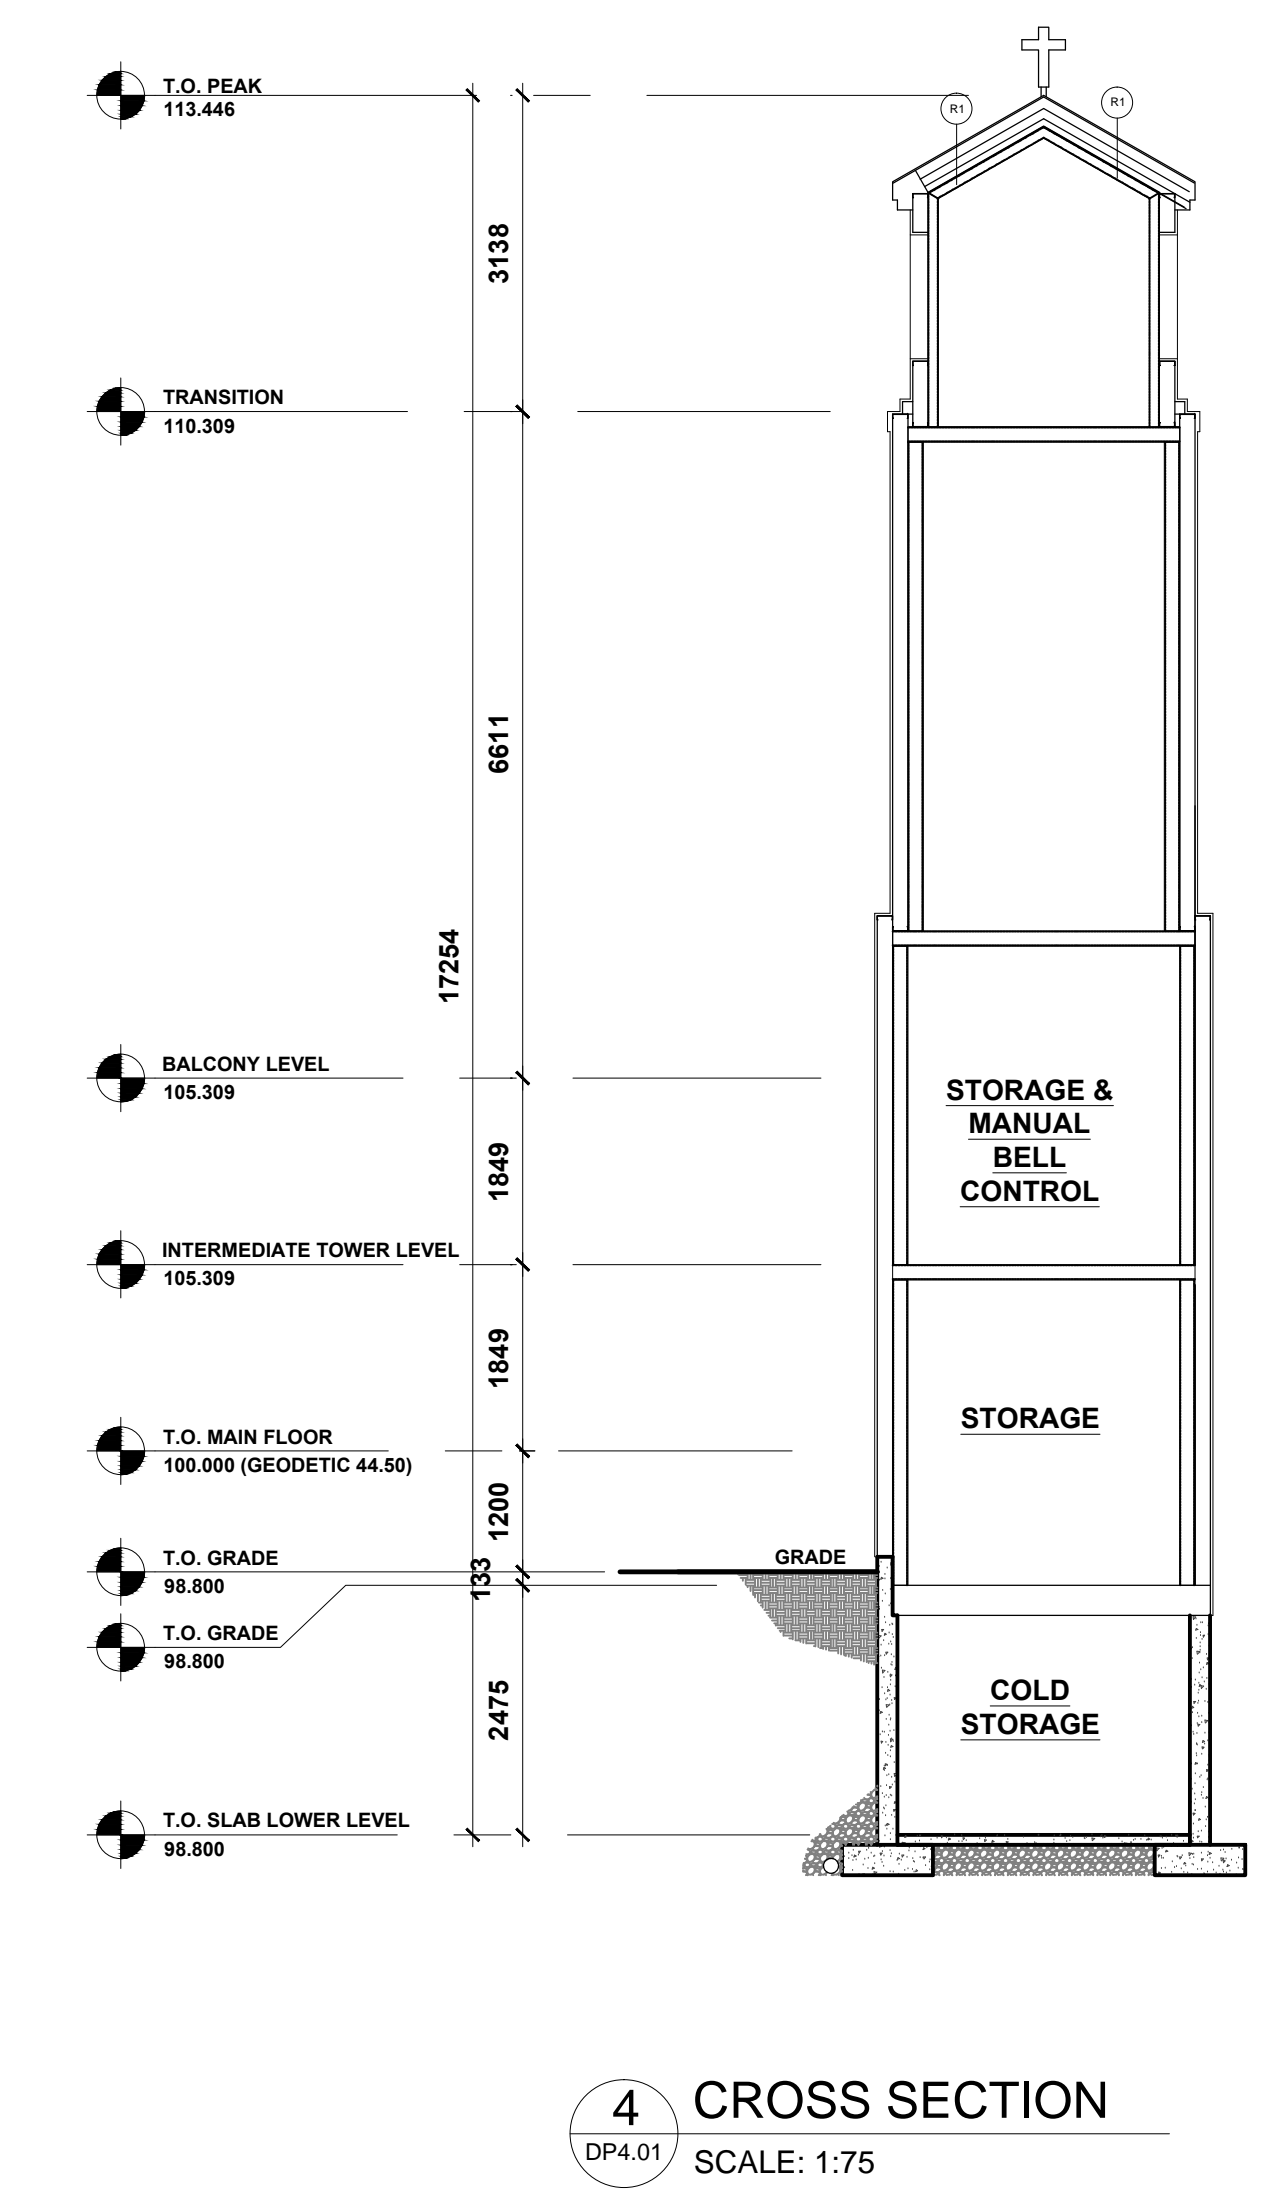 T.O. PEAK
113.446
R1
R1
3138
TRANSITION
110.309
6611
17254
BALCONY LEVEL
105.309
STORAGE &
MANUAL
BELL
CONTROL
1849
INTERMEDIATE TOWER LEVEL
105.309
1849
STORAGE
T.O. MAIN FLOOR
100.000 (GEODETIC 44.50)
1200
T.O. GRADE
98.800
133
GRADE
T.O. GRADE
98.800
2475
COLD
STORAGE
T.O. SLAB LOWER LEVEL
98.800
4
DP4.01
CROSS SECTION
SCALE: 1:75